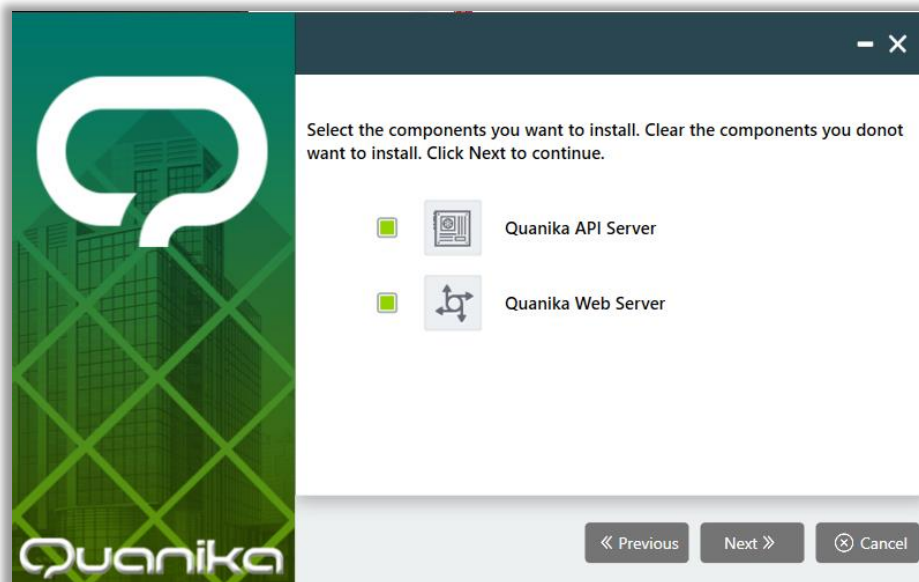 Select the components you want to install. Clear the components you donot
want to install. Click Next to continue.
Quanika API Server
Quanika Web Server
Quanika
Previous
Next
Cancel